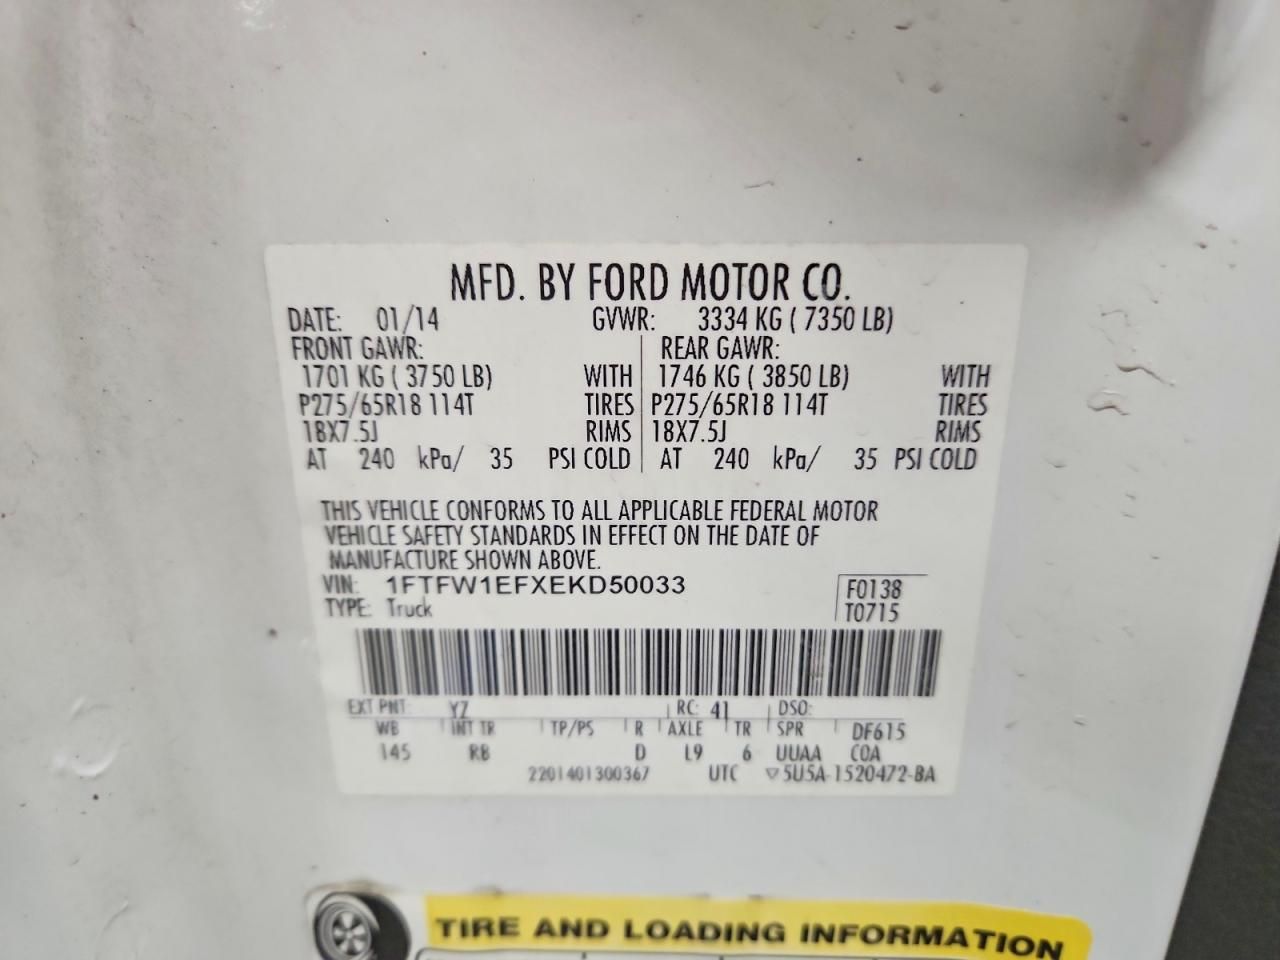 MFD. BY FORD MOTOR CO.
DATE: 01/14 GVWR: 3334 KG ( 7350 LB)
FRONT GAWR: REAR GAWR:
1701 KG ( 3750 LB) WITH 1746 KG ( 3850 LB) WITH
P275/65R18 114T TIRES P275/65R18 114T TIRES
18X7.5J RIMS 18X7.5J RIMS
AT 240 kPa/ 35 PSI COLD AT 240 kPa/ 35 PSI COLD
THIS VEHICLE CONFORMS TO ALL APPLICABLE FEDERAL MOTOR
VEHICLE SAFETY STANDARDS IN EFFECT ON THE DATE OF
MANUFACTURE SHOWN ABOVE.
VIN: 1FTFW1EFXEKD50033 F0138
TYPE: Truck T0715
EXT PNT: YZ RC: 41 DSO:
WB INT TR TP/PS R AXLE TR SPR DF615
145 RB D L9 6 UUAA COA
2201401300367 UTC ▽5U5A-1520472-BA
TIRE AND LOADING INFORMATION